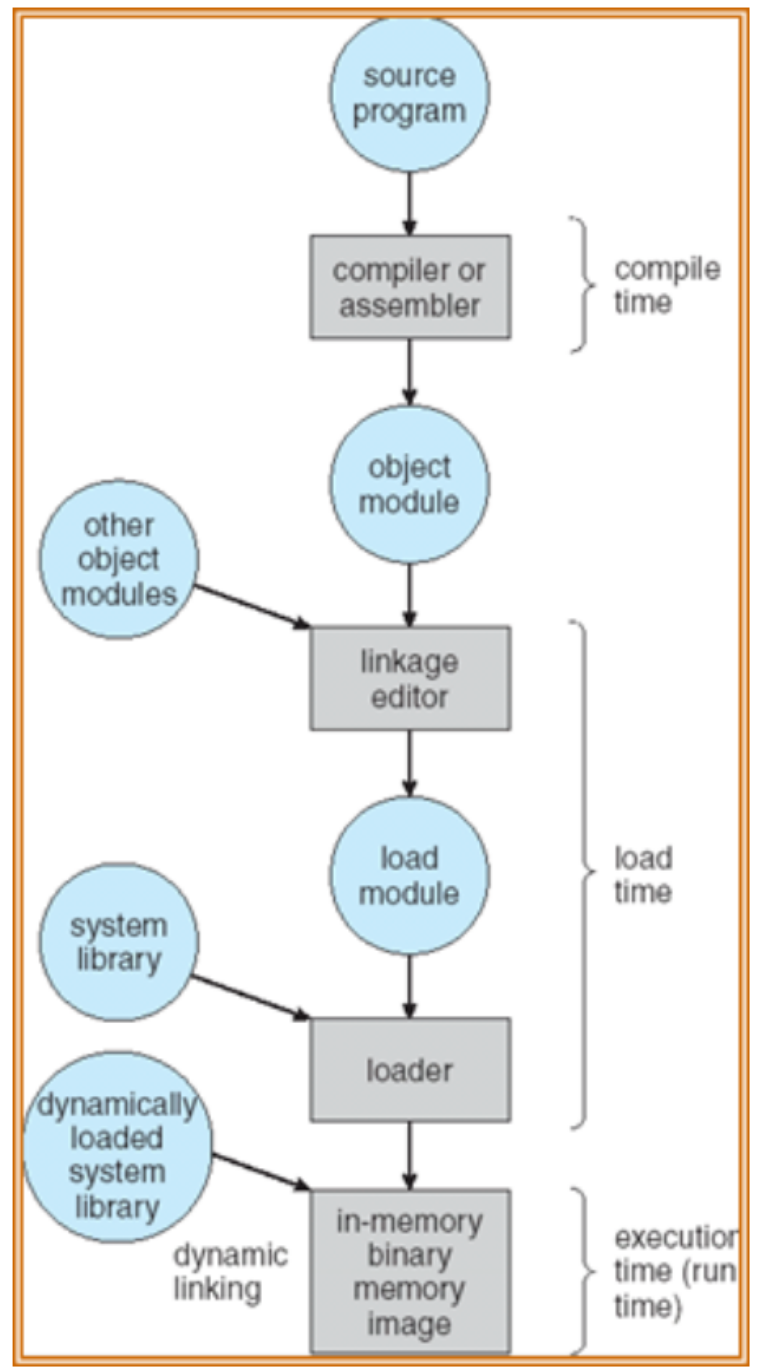 source
program
compiler or
assembler
compile
time
object
module
other
object
modules
linkage
editor
load
module
load
time
system
library
loader
dynamically
loaded
system
library
dynamic
linking
in-memory
binary
memory
image
execution
time (run
time)